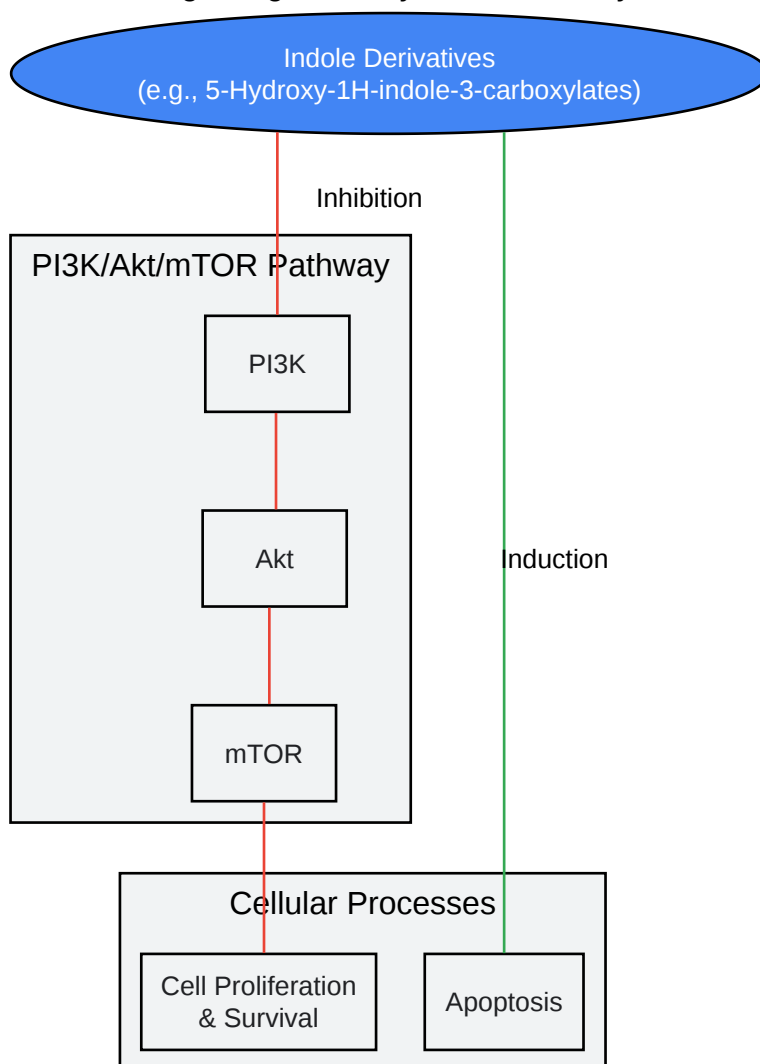 Indole Derivatives
(e.g., 5-Hydroxy-1H-indole-3-carboxylates)
Inhibition
PI3K/Akt/mTOR Pathway
PI3K
Akt
Induction
mTOR
Cellular Processes
Cell Proliferation
& Survival
Apoptosis